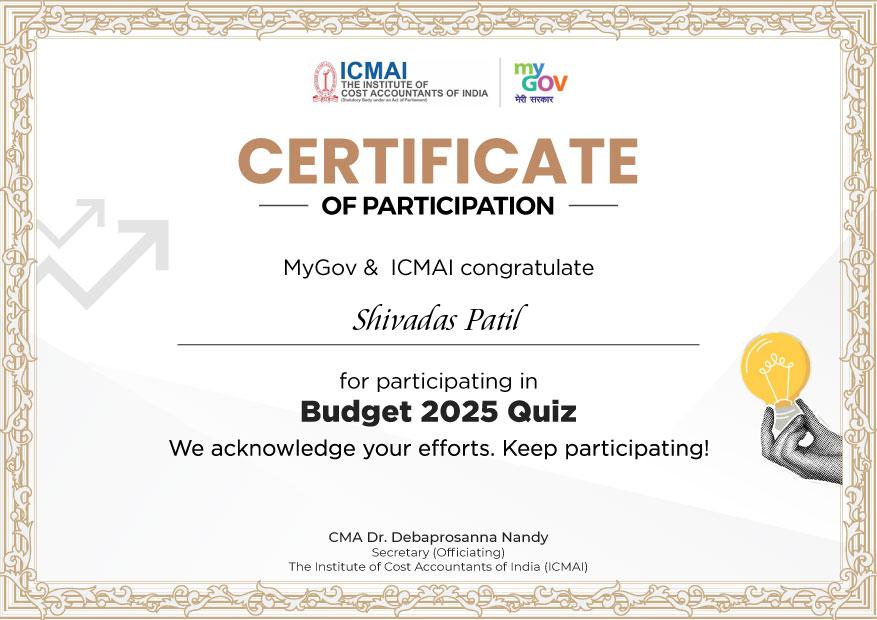 ICMAI
THE INSTITUTE OF
COST ACCOUNTANTS OF INDIA
(Statutory Body under an Act of Parliament)
my
GOV
मेरी सरकार
CERTIFICATE
OF PARTICIPATION
MyGov & ICMAI congratulate
Shivadas Patil
for participating in
Budget 2025 Quiz
We acknowledge your efforts. Keep participating!
CMA Dr. Debaprosanna Nandy
Secretary (Officiating)
The Institute of Cost Accountants of India (ICMAI)